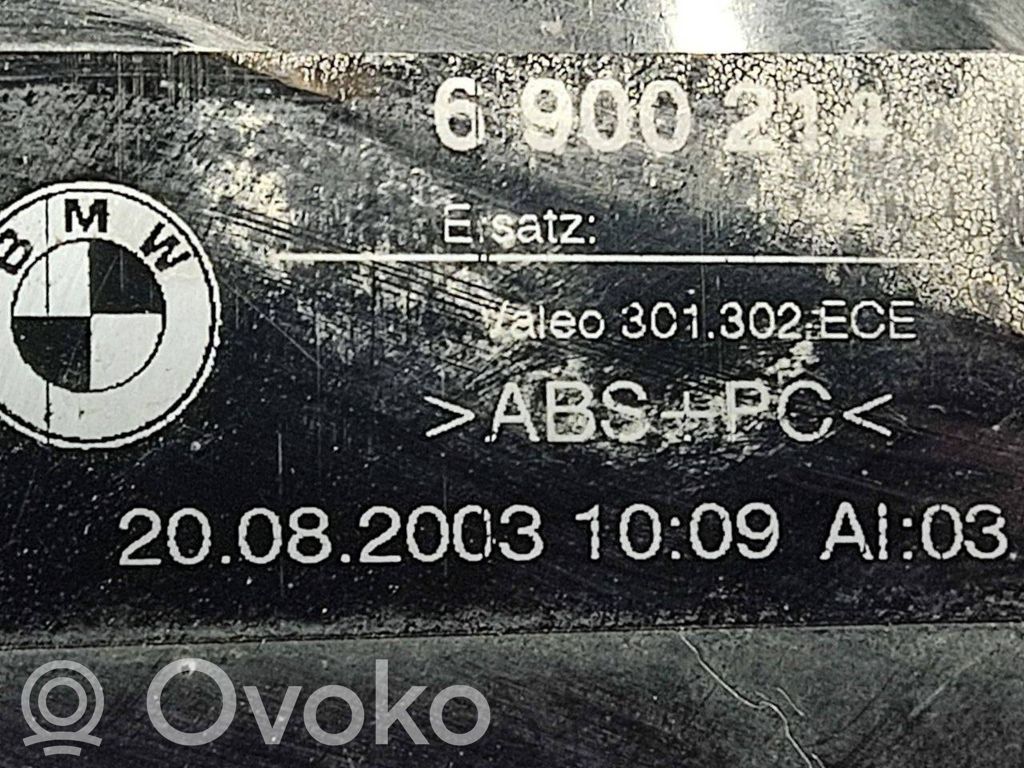 6 900 214
BMW
Ersatz:
Valeo 301.302 ECE
>ABS+PC<
20.08.2003 10:09 AI:03.
Ovoko